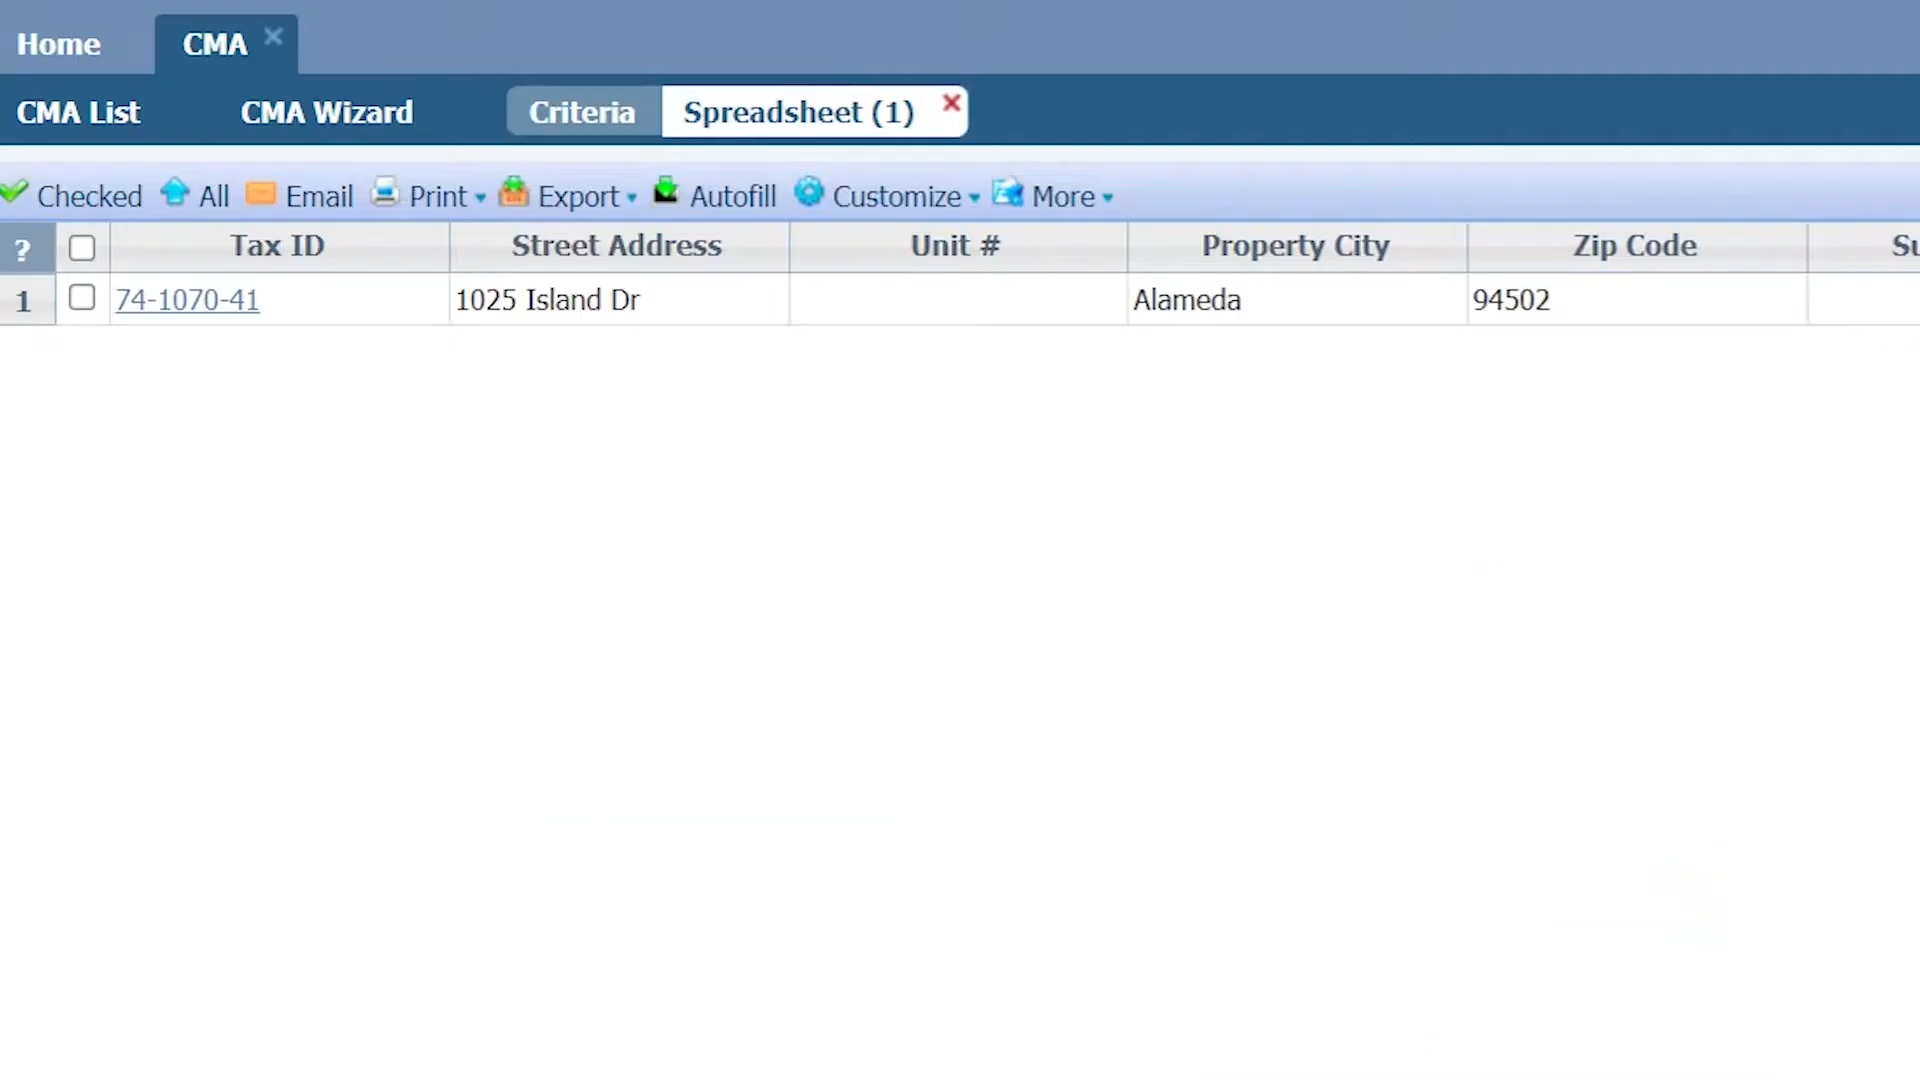 Home CMA
CMA List CMA Wizard Criteria Spreadsheet (1)
Checked All Email Print Export Autofill Customize More
? Tax ID Street Address Unit # Property City Zip Code
1 74-1070-41 1025 Island Dr Alameda 94502